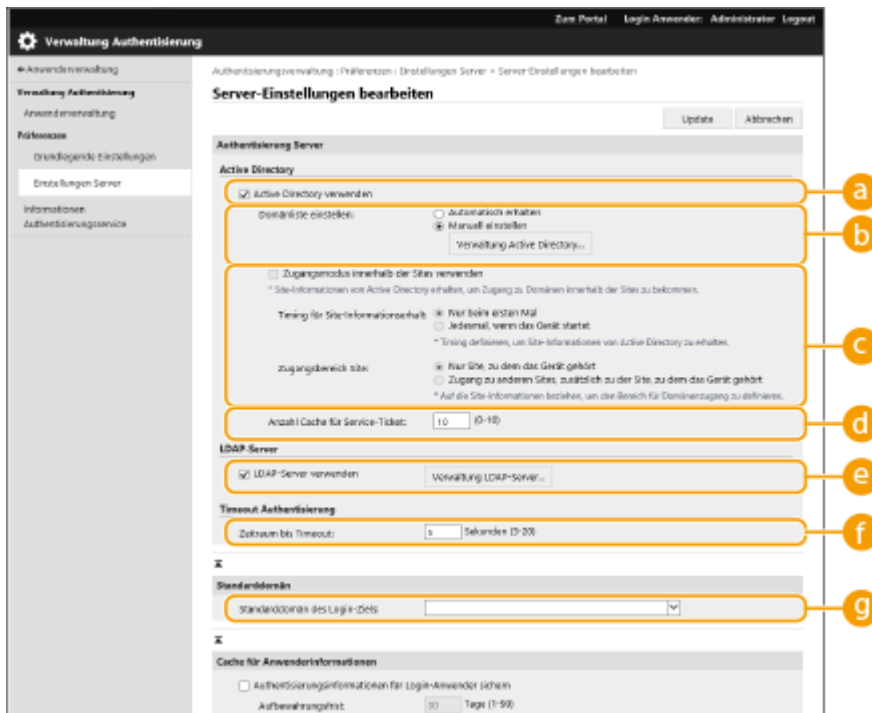 Zum Portal Login Anwender: Administrator Logout
Verwaltung Authentisierung
Anwenderverwaltung
Verwaltung Authentisierung
Anwenderverwaltung
Präferenzen
Grundlegende Einstellungen
Einstellungen Server
Informationen
Authentisierungsservice
Authentisierungsverwaltung : Präferenzen : Einstellungen Server > Server-Einstellungen bearbeiten
Server-Einstellungen bearbeiten
Update Abbrechen
Authentisierung Server
Active Directory
Active Directory verwenden
a
Domänliste einstellen:
Automatisch erhalten
Manuell einstellen
Verwaltung Active Directory...
b
Zugangsmodus innerhalb der Sites verwenden
* Site-Informationen von Active Directory erhalten, um Zugang zu Domänen innerhalb der Sites zu bekommen.
Timing für Site-Informationserhalt:
Nur beim ersten Mal
Jedesmal, wenn das Gerät startet
* Timing definieren, um Site-Informationen von Active Directory zu erhalten.
Zugangsbereich Site:
Nur Site, zu dem das Gerät gehört
Zugang zu anderen Sites, zusätzlich zu der Site, zu dem das Gerät gehört
* Auf die Site-Informationen beziehen, um den Bereich für Domänenzugang zu definieren.
c
Anzahl Cache für Service-Ticket: 10 (0-10)
d
LDAP-Server
LDAP-Server verwenden Verwaltung LDAP-Server...
e
Timeout Authentisierung
Zeitraum bis Timeout: Sekunden (3-20)
f
Standarddomän
Standarddomän des Login-Ziels:
g
Cache für Anwenderinformationen
Authentisierungsinformationen für Login-Anwender sichern
Aufbewahrungsfrist: 30 Tage (1-90)